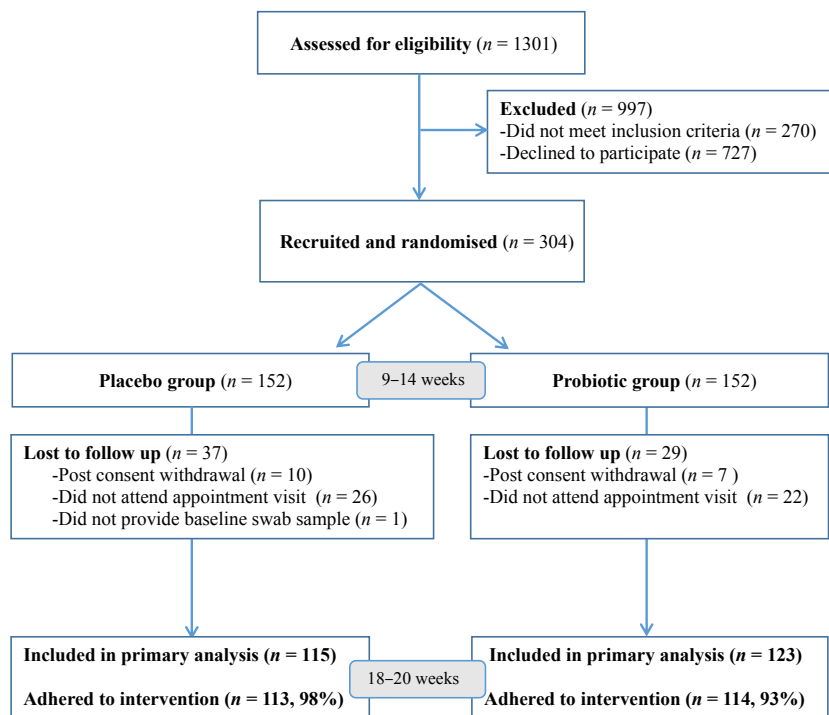 Assessed for eligibility (n = 1301)
Excluded (n = 997)
-Did not meet inclusion criteria (n = 270)
-Declined to participate (n = 727)
Recruited and randomised (n = 304)
Placebo group (n = 152)
9–14 weeks
Probiotic group (n = 152)
Lost to follow up (n = 37)
-Post consent withdrawal (n = 10)
-Did not attend appointment visit (n = 26)
-Did not provide baseline swab sample (n = 1)
Lost to follow up (n = 29)
-Post consent withdrawal (n = 7 )
-Did not attend appointment visit (n = 22)
Included in primary analysis (n = 115)
Adhered to intervention (n = 113, 98%)
18–20 weeks
Included in primary analysis (n = 123)
Adhered to intervention (n = 114, 93%)